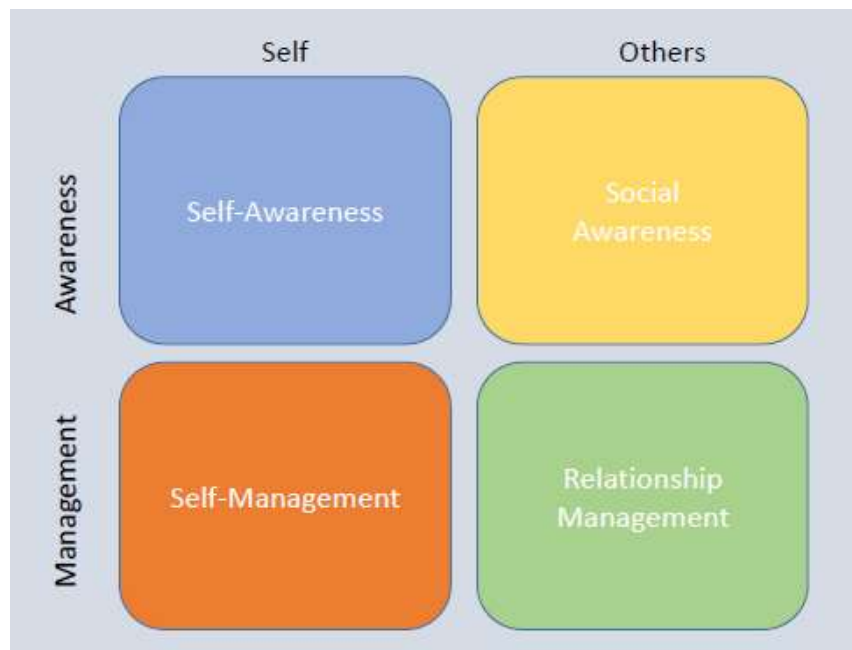 Self
Others
Awareness
Self-Awareness
Social
Awareness
Management
Self-Management
Relationship
Management